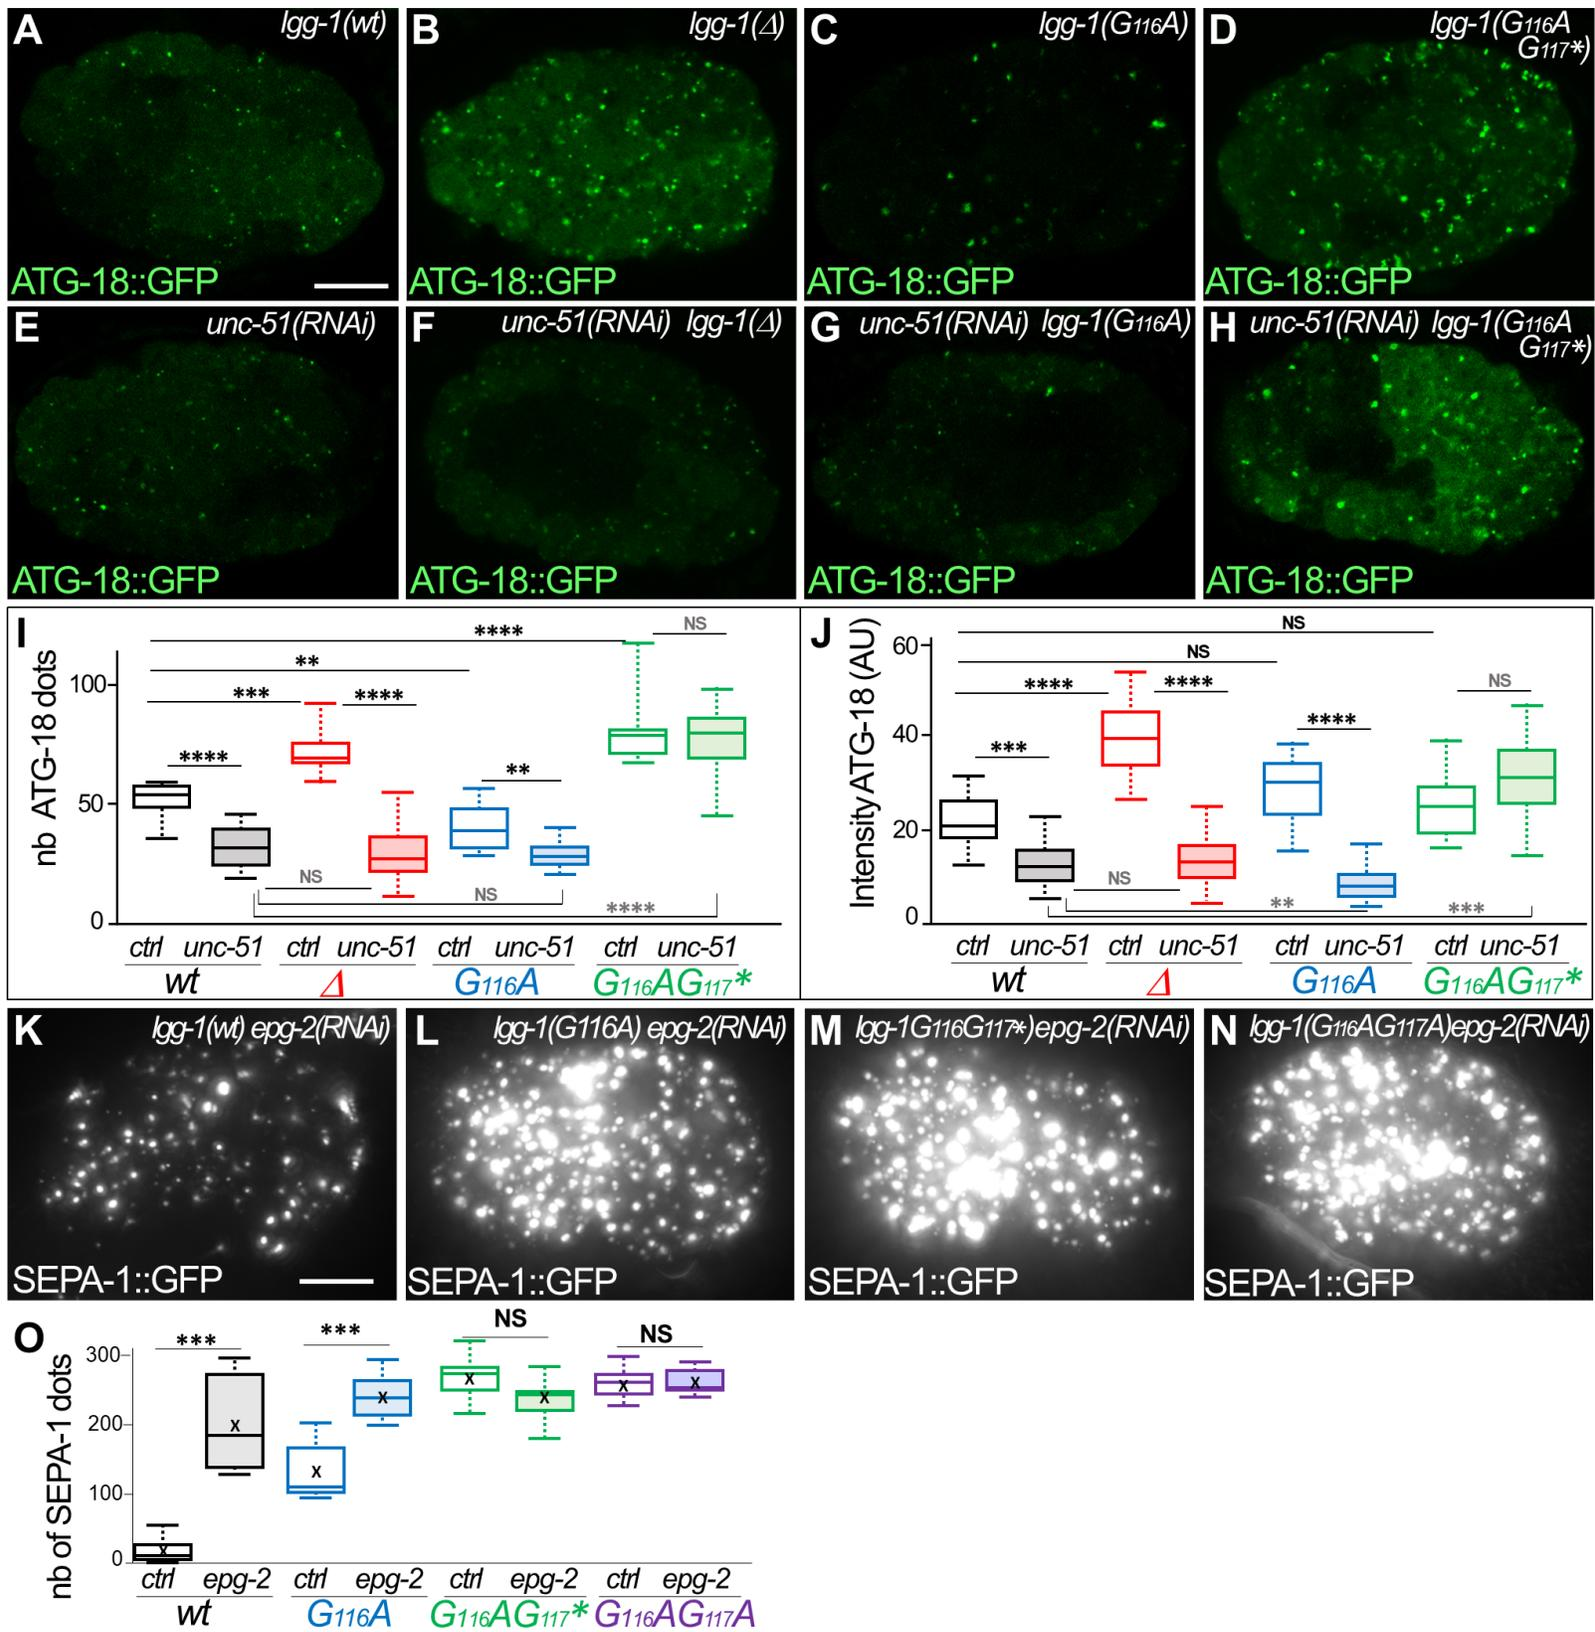 A lgg-1(wt)
ATG-18::GFP
B lgg-1(Δ)
ATG-18::GFP
C lgg-1(G116A)
D lgg-1(G116A
G117*)
ATG-18::GFP
E unc-51(RNAi)
ATG-18::GFP
F unc-51(RNAi) lgg-1(Δ)
ATG-18::GFP
G unc-51(RNAi) lgg-1(G116A)
ATG-18::GFP
H unc-51(RNAi) lgg-1(G116A
G117*)
ATG-18::GFP
I
nb ATG-18 dots
100
50
0
****
NS
**
***
****
****
**
NS
NS
****
ctrl unc-51 ctrl unc-51 ctrl unc-51 ctrl unc-51
wt Δ G116A G116AG117*
J
Intensity ATG-18 (AU)
60
40
20
0
NS
NS
****
****
NS
****
***
NS
**
***
ctrl unc-51 ctrl unc-51 ctrl unc-51 ctrl unc-51
wt Δ G116A G116AG117*
K lgg-1(wt) epg-2(RNAi)
SEPA-1::GFP
L lgg-1(G116A) epg-2(RNAi)
SEPA-1::GFP
M lgg-1G116G117*)epg-2(RNAi)
SEPA-1::GFP
N lgg-1(G116AG117A)epg-2(RNAi)
SEPA-1::GFP
O
nb of SEPA-1 dots
300
200
100
0
***
***
NS
NS
x
x
x
x
x
x
x
x
ctrl epg-2 ctrl epg-2 ctrl epg-2 ctrl epg-2
wt G116A G116AG117* G116AG117A